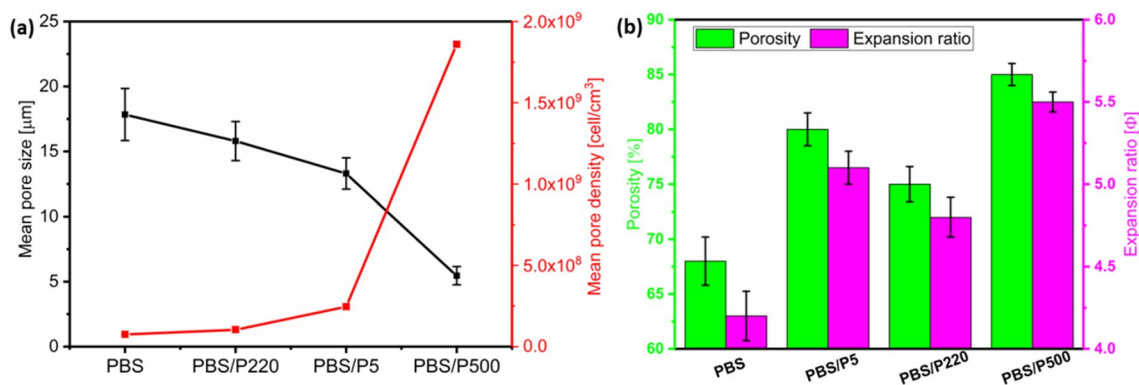 (a)
25
20
15
10
5
0
Mean pore size [μm]
PBS
PBS/P220
PBS/P5
PBS/P500
2.0x10⁹
1.5x10⁹
1.0x10⁹
5.0x10⁸
0.0
Mean pore density [cell/cm³]
(b)
Porosity
Expansion ratio
90
85
80
75
70
65
60
Porosity [%]
PBS
PBS/P5
PBS/P220
PBS/P500
6.0
5.5
5.0
4.5
4.0
Expansion ratio [Φ]